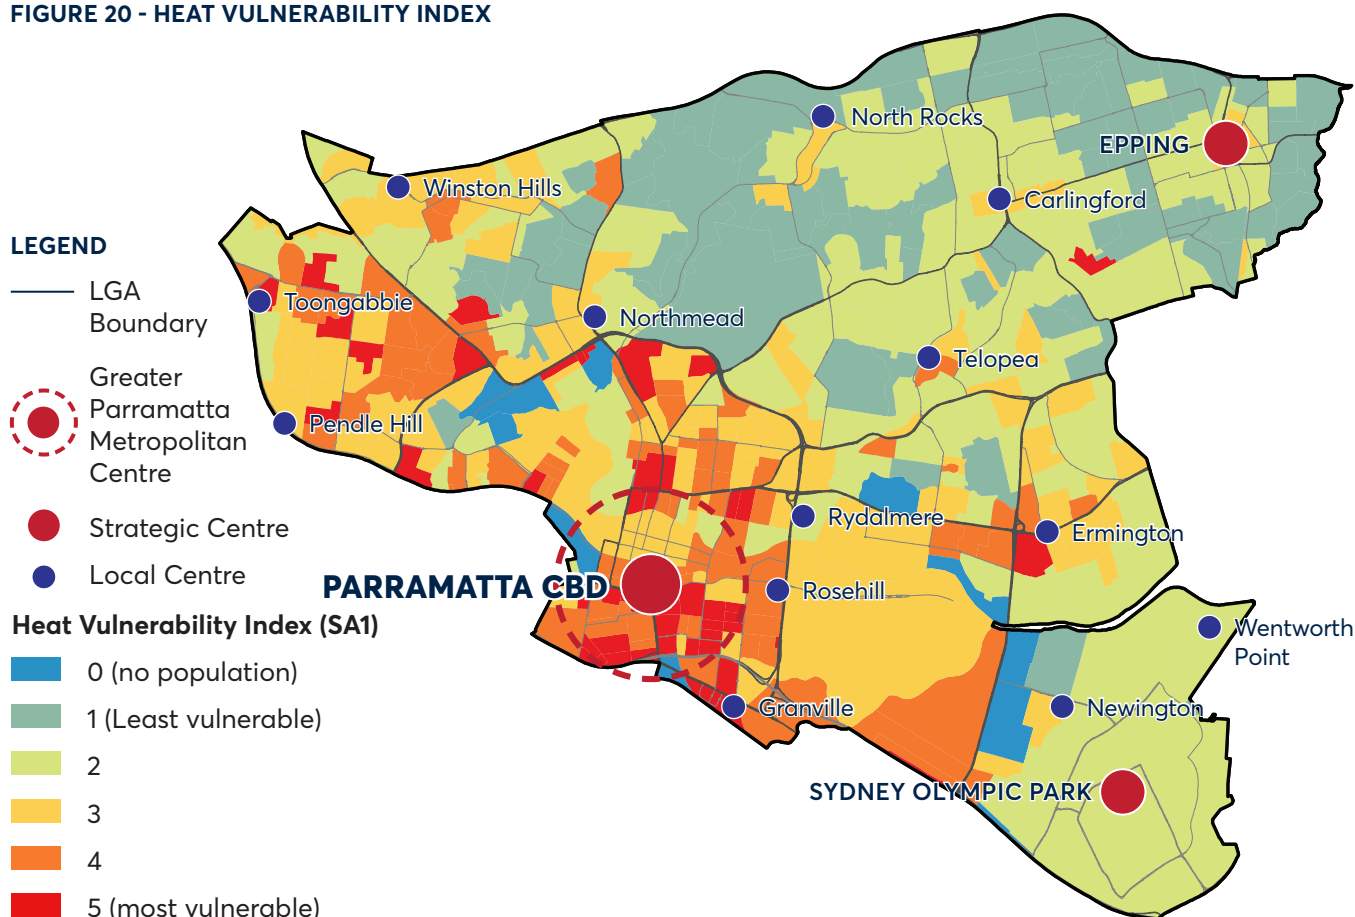 FIGURE 20 - HEAT VULNERABILITY INDEX
North Rocks
EPPING
Winston Hills
Carlingford
LEGEND
LGA
Boundary
Toongabbie
Northmead
Greater
Parramatta
Metropolitan
Centre
Telopea
Pendle Hill
Strategic Centre
Rydalmere
Ermington
Local Centre
PARRAMATTA CBD
Rosehill
Heat Vulnerability Index (SA1)
Wentworth
Point
0 (no population)
1 (Least vulnerable)
Granville
Newington
2
SYDNEY OLYMPIC PARK
3
4
5 (most vulnerable)